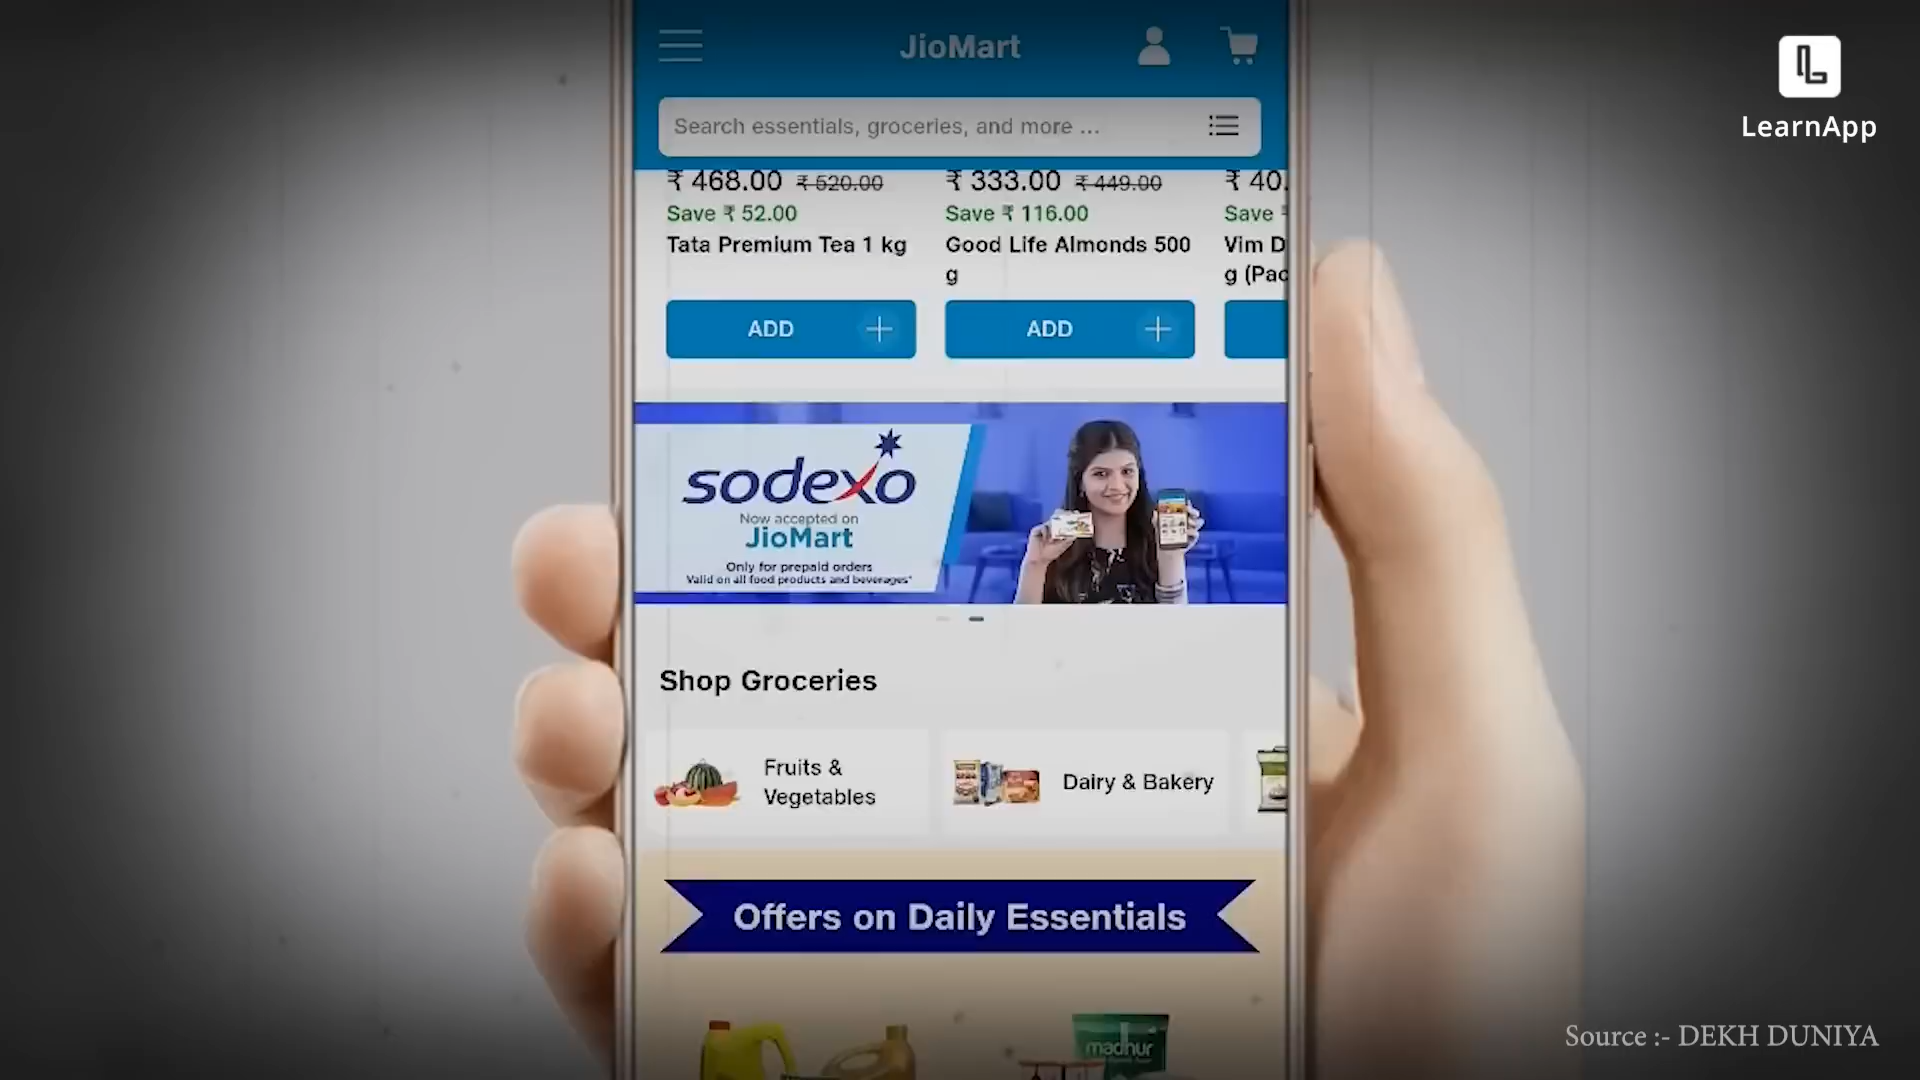 JioMart
LearnApp
Search essentials, groceries, and more ...
₹ 468.00 ₹ 520.00
Save ₹ 52.00
Tata Premium Tea 1 kg
ADD
₹ 333.00 ₹ 449.00
Save ₹ 116.00
Good Life Almonds 500
g
ADD
₹ 40.
Save ₹
Vim D
g (Pac
sodexo
Now accepted on
JioMart
Only for prepaid orders
Valid on all food products and beverages*
Shop Groceries
Fruits &
Vegetables
Dairy & Bakery
Offers on Daily Essentials
madhur
Source :- DEKH DUNIYA